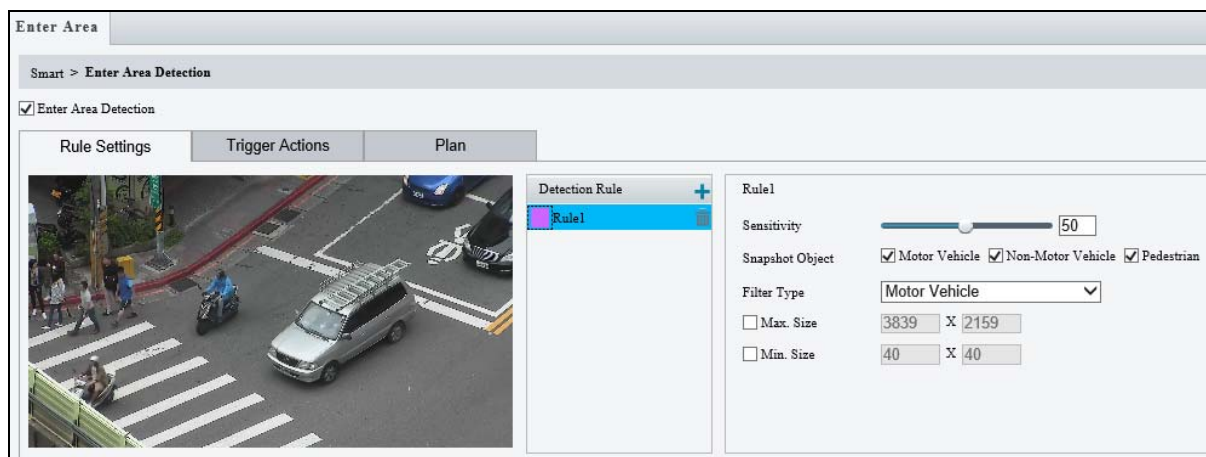 Enter Area
Smart > Enter Area Detection
Enter Area Detection
Rule Settings Trigger Actions Plan
Detection Rule +
Rule1
Rule1
Sensitivity 50
Snapshot Object Motor Vehicle Non-Motor Vehicle Pedestrian
Filter Type Motor Vehicle
Max. Size 3839 X 2159
Min. Size 40 X 40